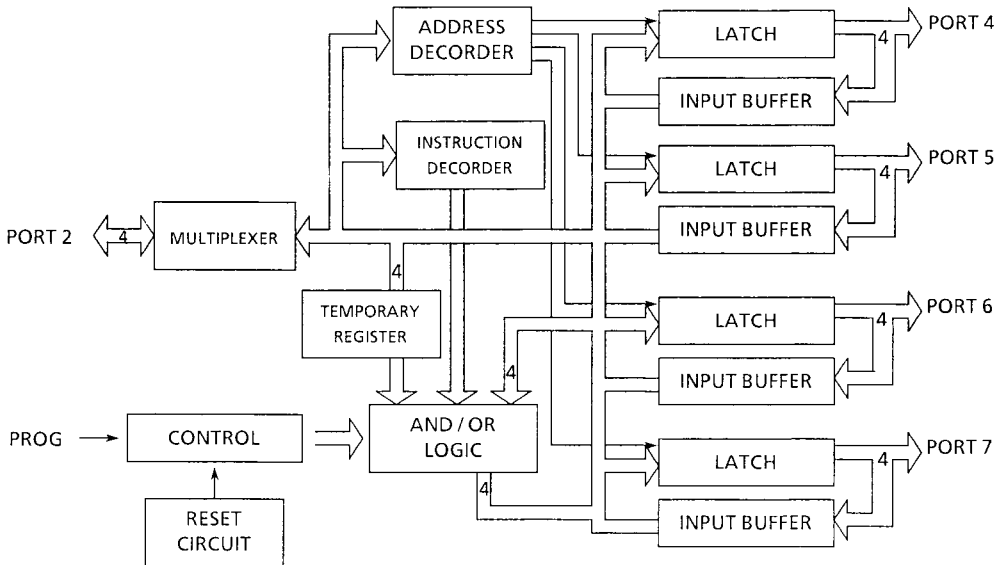 ADDRESS
DECORDER
LATCH
4
PORT 4
INPUT BUFFER
INSTRUCTION
DECORDER
LATCH
4
PORT 5
PORT 2
4
MULTIPLEXER
INPUT BUFFER
4
TEMPORARY
REGISTER
LATCH
4
PORT 6
4
INPUT BUFFER
PROG
CONTROL
AND / OR
LOGIC
LATCH
4
PORT 7
4
INPUT BUFFER
RESET
CIRCUIT